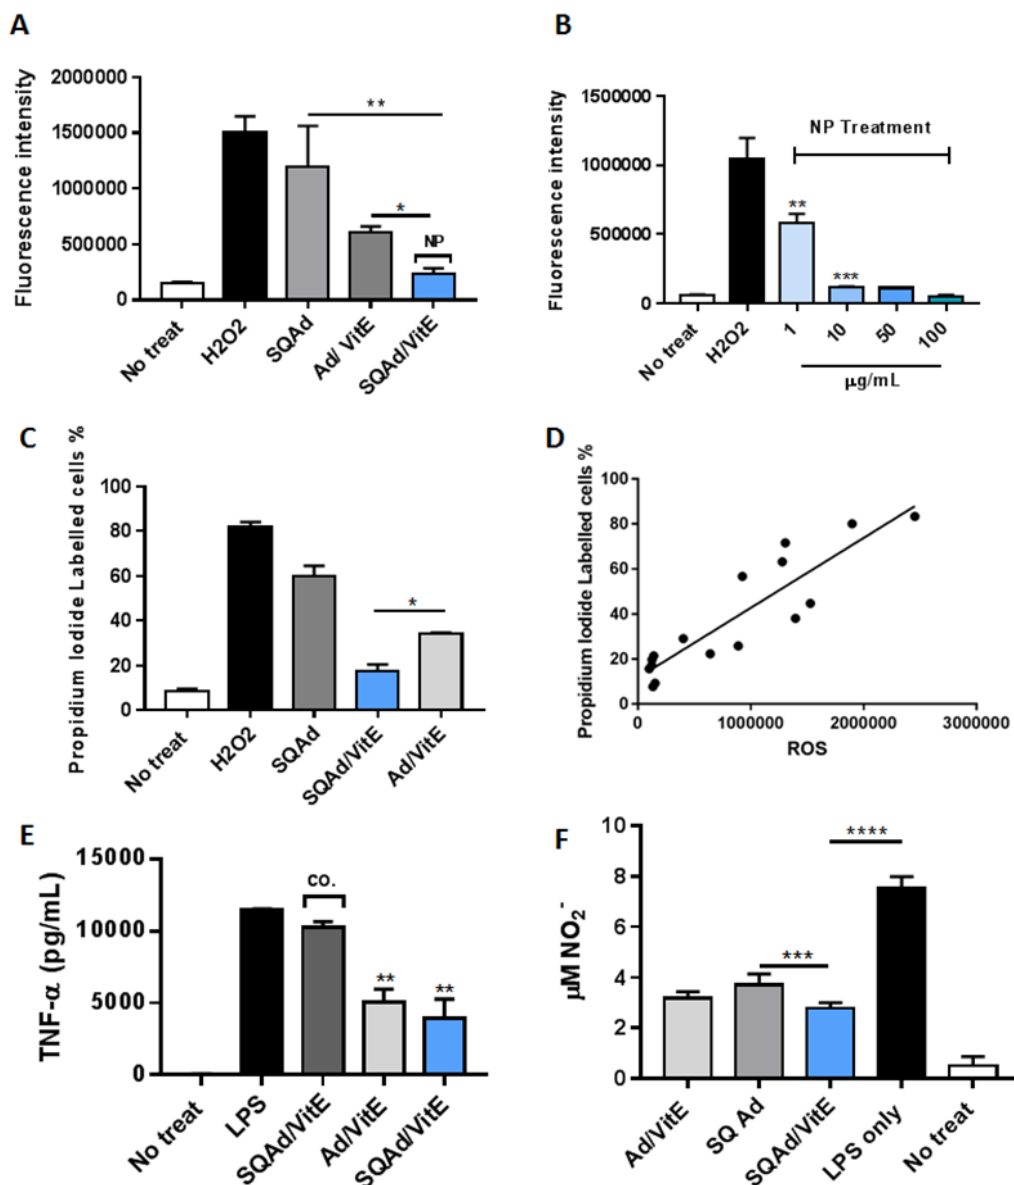 A
Fluorescence intensity
2000000
1500000
1000000
500000
0
**
*
NP
No treat
H2O2
SQAd
Ad/ VitE
SQAd/VitE
B
Fluorescence intensity
1500000
1000000
500000
0
NP Treatment
**
***
No treat
H2O2
1
10
50
100
μg/mL
C
Propidium Iodide Labelled cells %
100
80
60
40
20
0
*
No treat
H2O2
SQAd
SQAd/VitE
Ad/VitE
D
Propidium Iodide Labelled cells %
100
80
60
40
20
0
0 1000000 2000000 3000000
ROS
E
TNF-α (pg/mL)
15000
10000
5000
0
co.
**
**
No treat
LPS
SQAd/VitE
Ad/VitE
SQAd/VitE
F
μM NO₂⁻
10
8
6
4
2
0
****
***
Ad/VitE
SQ Ad
SQAd/VitE
LPS only
No treat